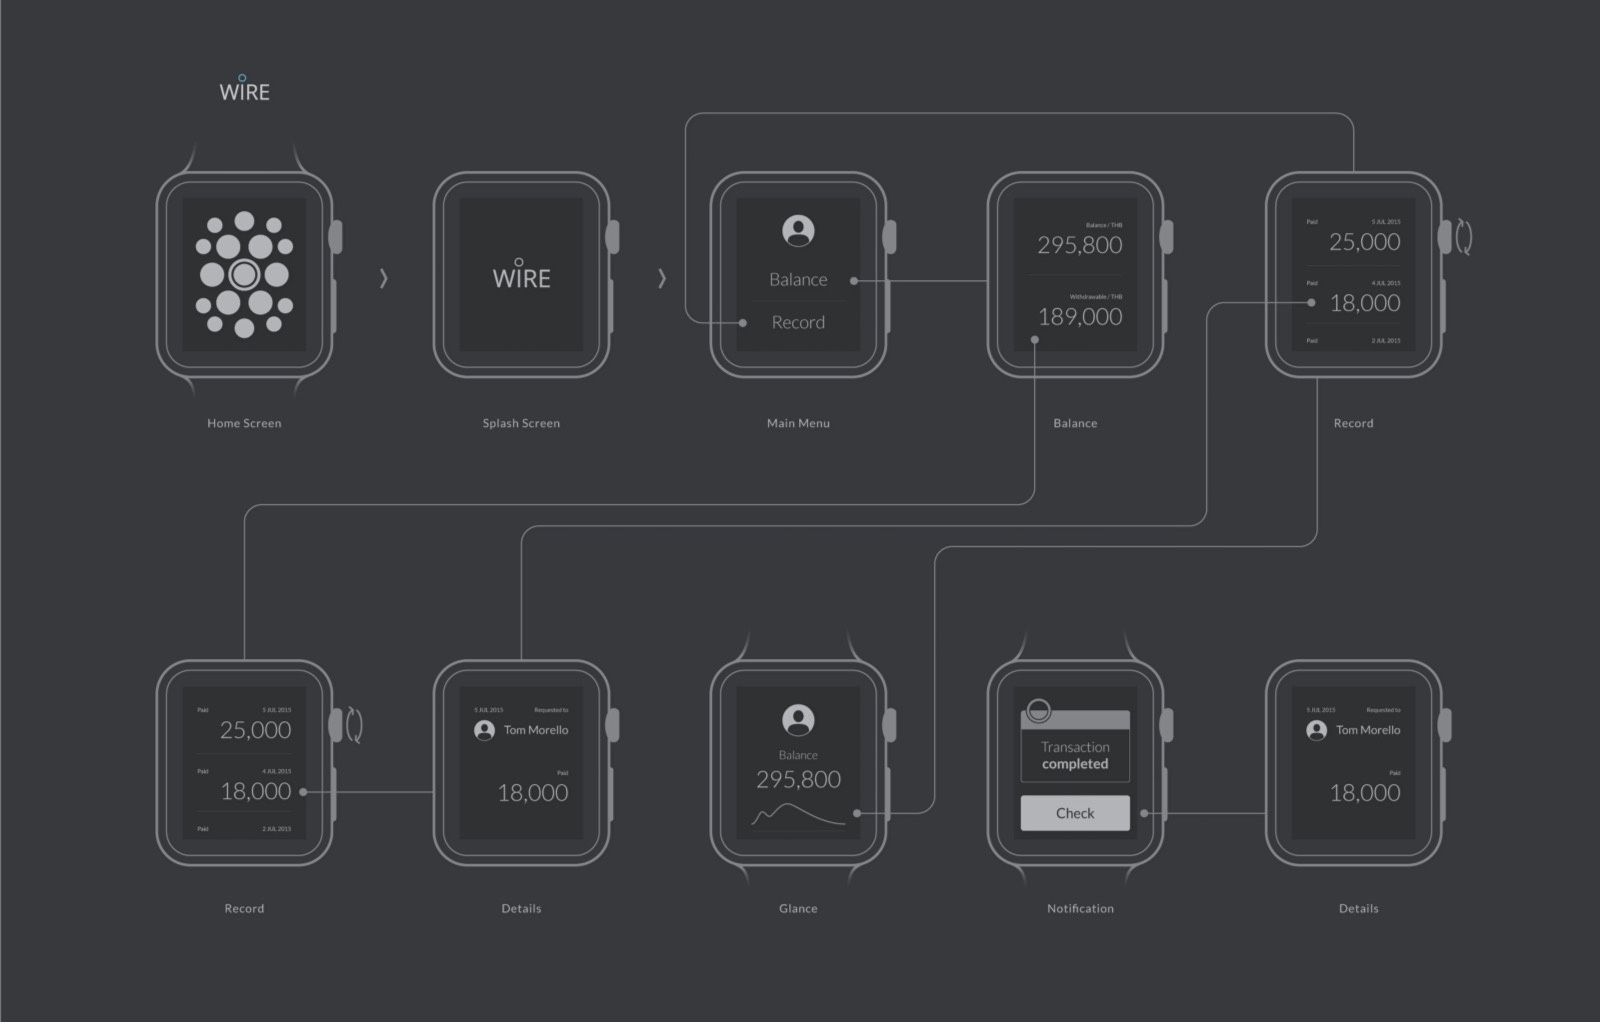 WIRE
WIRE
Balance
Record
Balance / THB
295,800
Withdrawable / THB
189,000
Paid 5 JUL 2015
25,000
Paid 4 JUL 2015
18,000
Paid 2 JUL 2015
Home Screen
Splash Screen
Main Menu
Balance
Record
Paid 5 JUL 2015
25,000
Paid 4 JUL 2015
18,000
Paid 2 JUL 2015
5 JUL 2015 Requested to
Tom Morello
Paid
18,000
Balance
295,800
Transaction
completed
Check
5 JUL 2015 Requested to
Tom Morello
Paid
18,000
Record
Details
Glance
Notification
Details